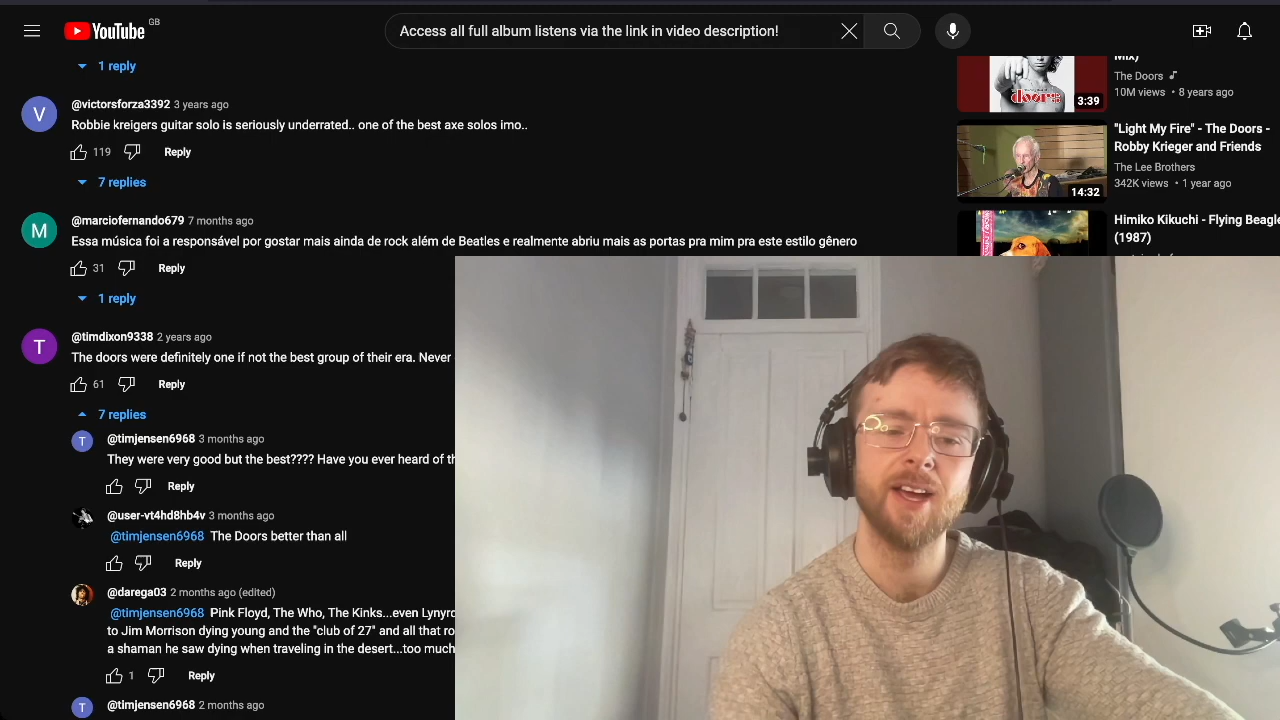 YouTube GB
Access all full album listens via the link in video description!
1 reply
@victorsforza3392 3 years ago
Robbie kreigers guitar solo is seriously underrated.. one of the best axe solos imo..
119 Reply
7 replies
M
@marciofernando679 7 months ago
Essa música foi a responsável por gostar mais ainda de rock além de Beatles e realmente abriu mais as portas pra mim pra este estilo gênero
31 Reply
1 reply
T
@timdixon9338 2 years ago
The doors were definitely one if not the best group of their era. Never
61 Reply
7 replies
T
@timjensen6968 3 months ago
They were very good but the best???? Have you ever heard of th
Reply
@user-vt4hd8hb4v 3 months ago
@timjensen6968 The Doors better than all
Reply
@darega03 2 months ago (edited)
@timjensen6968 Pink Floyd, The Who, The Kinks...even Lynyrd
to Jim Morrison dying young and the "club of 27" and all that ro
a shaman he saw dying when traveling in the desert...too much
1 Reply
T
@timjensen6968 2 months ago
V
Mix)
The Doors
10M views • 8 years ago
doors
3:39
"Light My Fire" - The Doors -
Robby Krieger and Friends
The Lee Brothers
342K views • 1 year ago
14:32
Himiko Kikuchi - Flying Beagle
(1987)